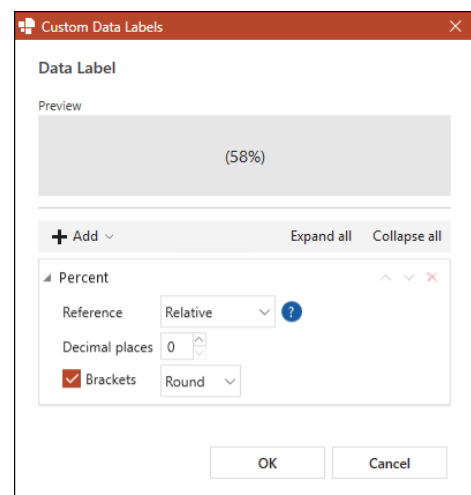 Custom Data Labels
Data Label
Preview
(58%)
Add Expand all Collapse all
Percent
Reference Relative ?
Decimal places 0
Brackets Round
OK Cancel